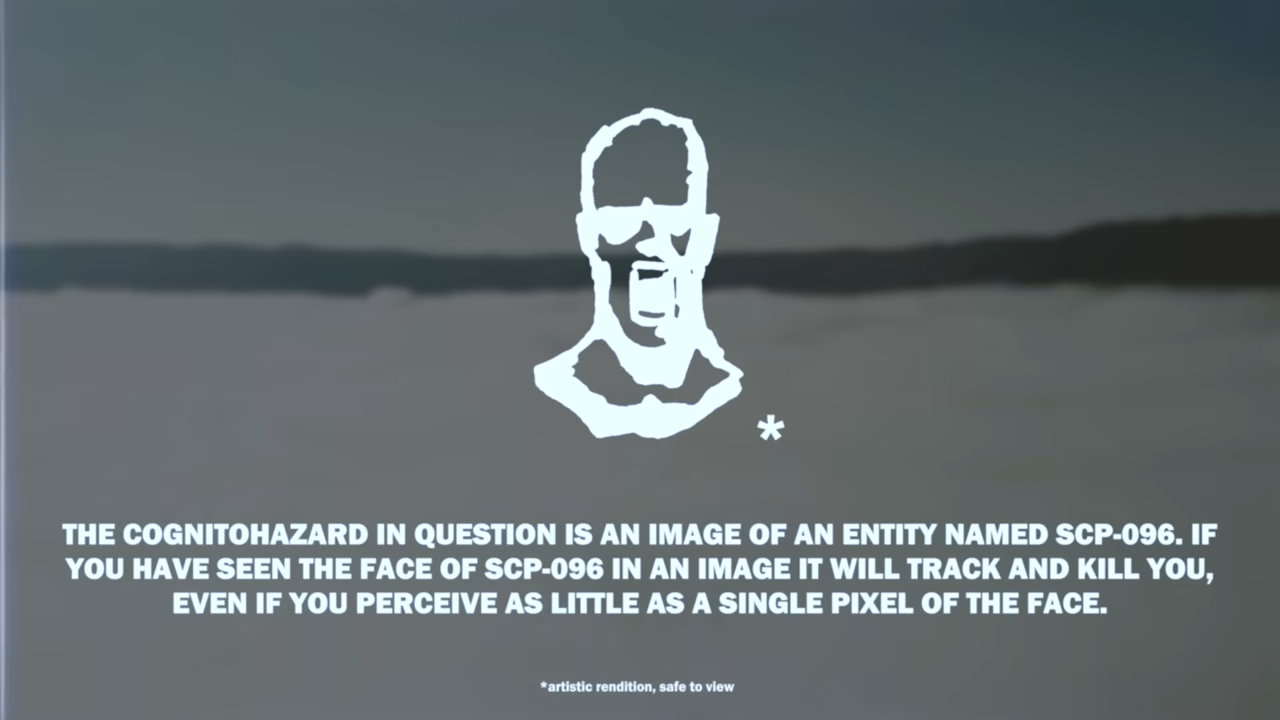 *
THE COGNITOHAZARD IN QUESTION IS AN IMAGE OF AN ENTITY NAMED SCP-096. IF
YOU HAVE SEEN THE FACE OF SCP-096 IN AN IMAGE IT WILL TRACK AND KILL YOU,
EVEN IF YOU PERCEIVE AS LITTLE AS A SINGLE PIXEL OF THE FACE.
*artistic rendition, safe to view